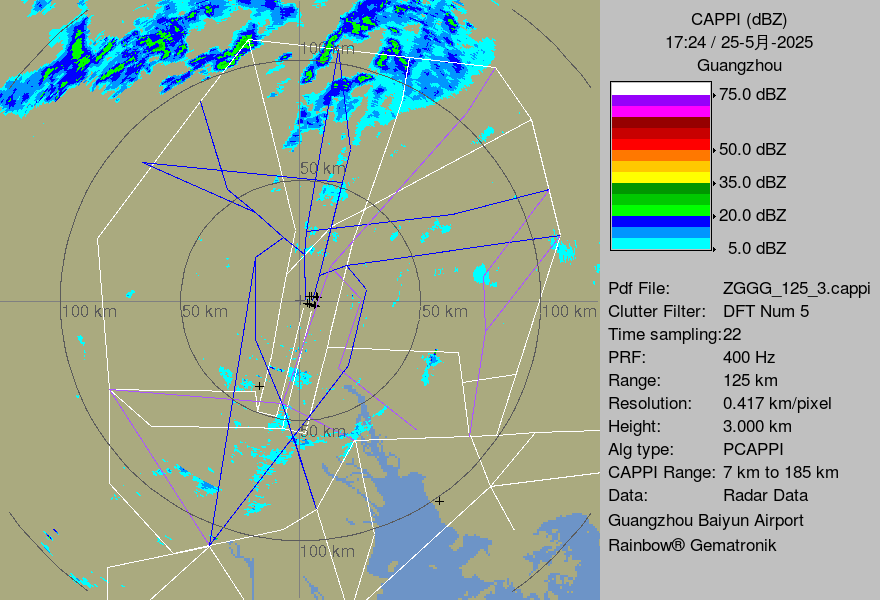 CAPPI (dBZ)
17:24 / 25-5月-2025
Guangzhou
75.0 dBZ
50.0 dBZ
35.0 dBZ
20.0 dBZ
5.0 dBZ
Pdf File: ZGGG_125_3.cappi
Clutter Filter: DFT Num 5
Time sampling:22
PRF: 400 Hz
Range: 125 km
Resolution: 0.417 km/pixel
Height: 3.000 km
Alg type: PCAPPI
CAPPI Range: 7 km to 185 km
Data: Radar Data
Guangzhou Baiyun Airport
Rainbow® Gematronik
100 km
50 km
100 km
50 km
50 km
100 km
50 km
100 km